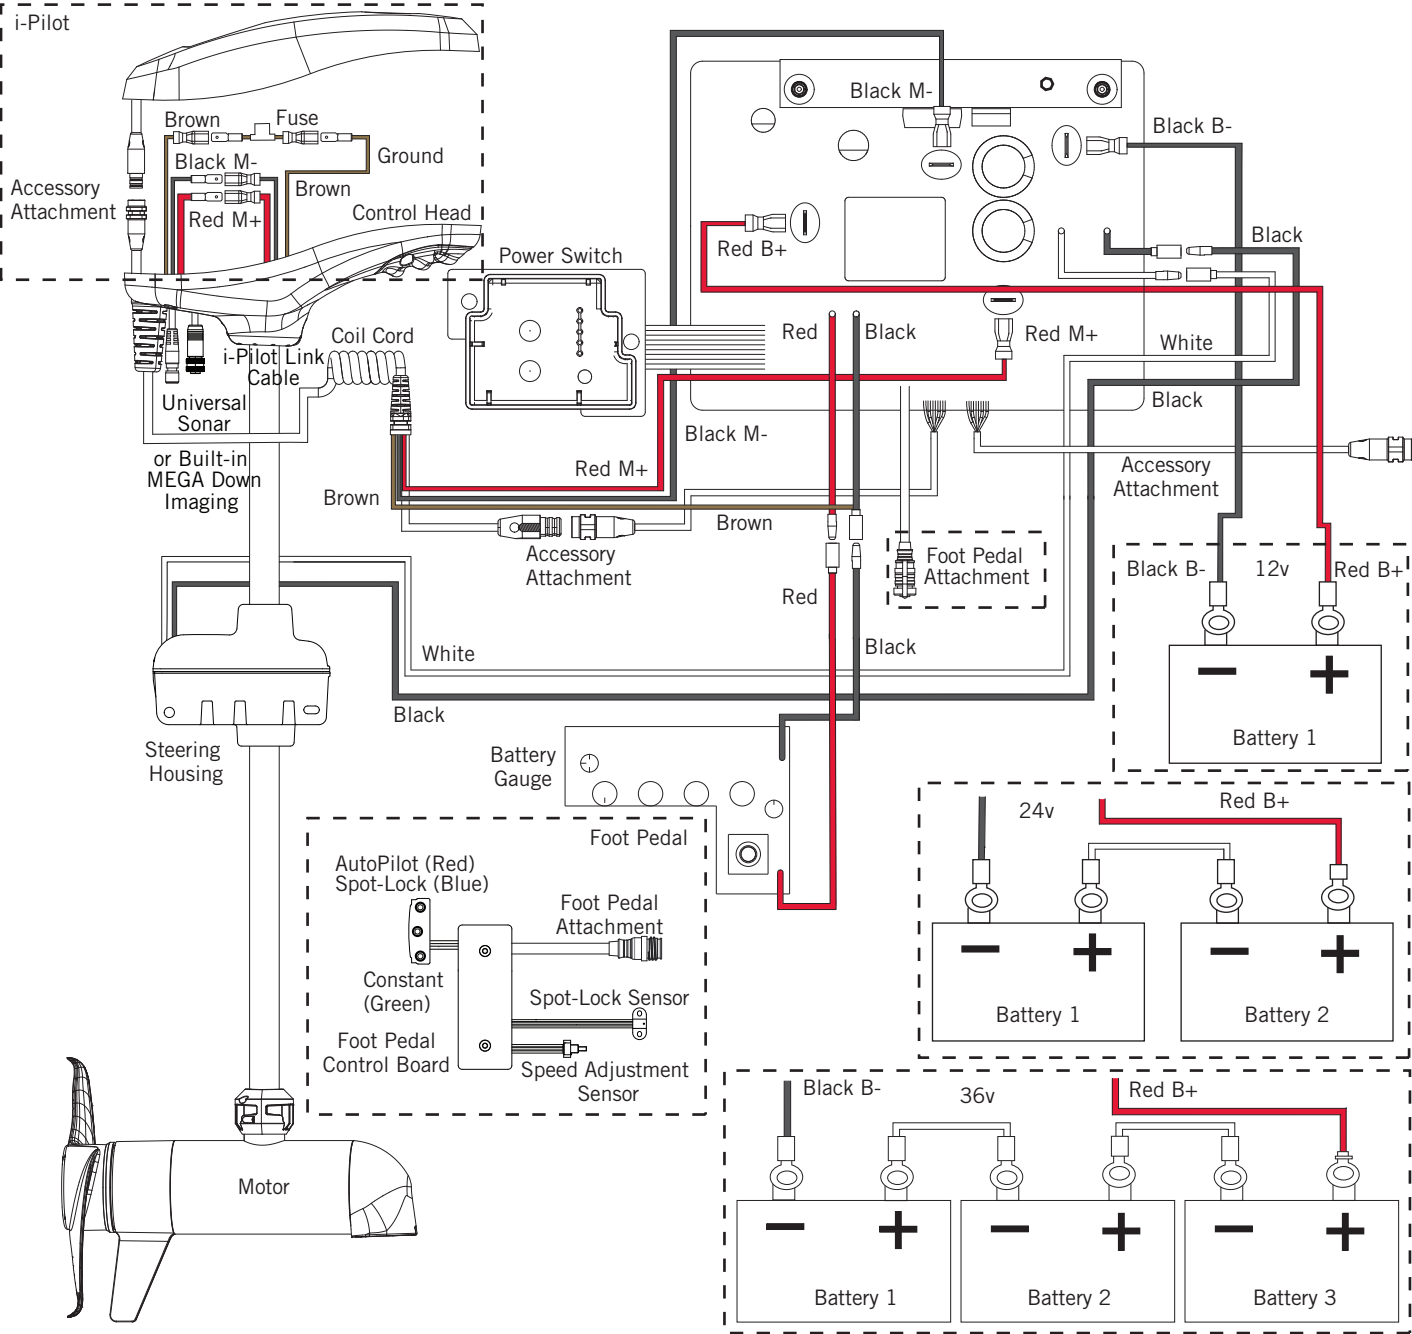 i-Pilot
Brown
Fuse
Black M-
Ground
Brown
Accessory
Attachment
Red M+
Control Head
Power Switch
Coil Cord
i-Pilot Link
Cable
Universal
Sonar
or Built-in
MEGA Down
Imaging
Black M-
Black B-
Red B+
Black
Red
Black
Red M+
White
Black
Black M-
Red M+
Brown
Brown
Accessory
Attachment
Accessory
Attachment
Foot Pedal
Attachment
Red
Black
White
Black
Steering
Housing
Battery
Gauge
Black B-
12v
Red B+
Battery 1
24v
Red B+
Battery 1
Battery 2
Foot Pedal
AutoPilot (Red)
Spot-Lock (Blue)
Foot Pedal
Attachment
Constant
(Green)
Spot-Lock Sensor
Foot Pedal
Control Board
Speed Adjustment
Sensor
Black B-
36v
Red B+
Battery 1
Battery 2
Battery 3
Motor